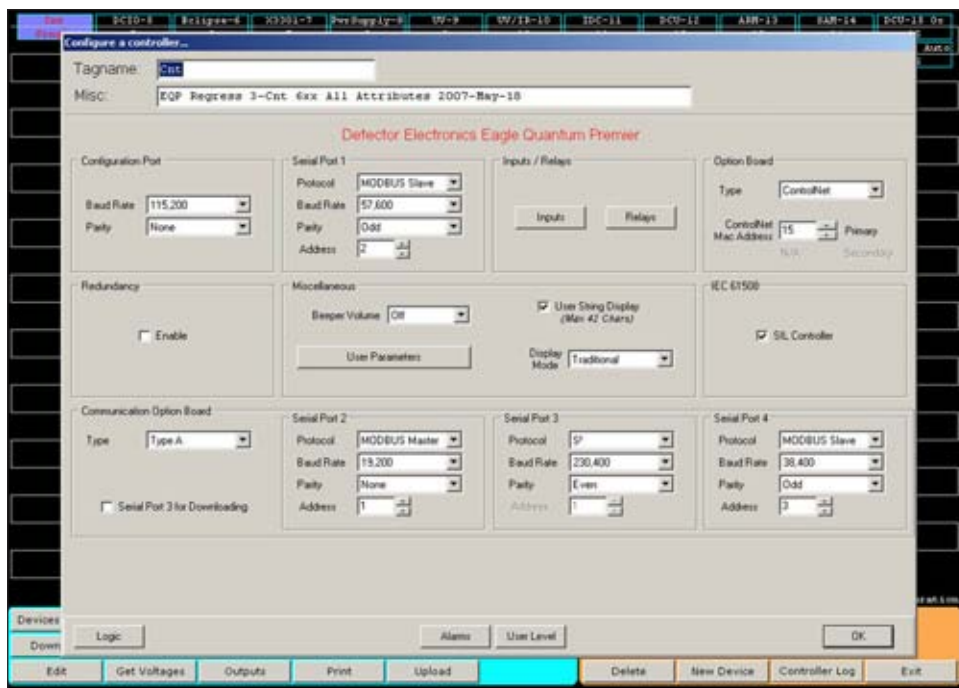 DCIO-5 Eclipse-6 X3301-7 PwrSupply-8 UV-9 UV/IR-10 IDC-11 DCU-12 ARM-13 SAM-14
Auto
Configure a controller...
Tagname: Cnt
Misc: EQP Regress 3-Cnt 6xx All Attributes 2007-May-18
Detector Electronics Eagle Quantum Premier
Configuration Port
Baud Rate 115,200
Parity None
Serial Port 1
Protocol MODBUS Slave
Baud Rate 57,600
Parity Odd
Address 2
Inputs / Relays
Inputs Relays
Option Board
Type ControlNet
ControlNet
Mac Address 15 Primary
N/A Secondary
Redundancy
Enable
Miscellaneous
Beeper Volume Off
User Parameters
User String Display
(Max 42 Chars)
Display
Mode Traditional
IEC 61508
SIL Controller
Communication Option Board
Type Type A
Serial Port 3 for Downloading
Serial Port 2
Protocol MODBUS Master
Baud Rate 19,200
Parity None
Address 1
Serial Port 3
Protocol S³
Baud Rate 230,400
Parity Even
Address 1
Serial Port 4
Protocol MODBUS Slave
Baud Rate 38,400
Parity Odd
Address 3
Logic Alarms User Level OK
Devices
Down
Edit Get Voltages Outputs Print Upload Delete New Device Controller Log Exit